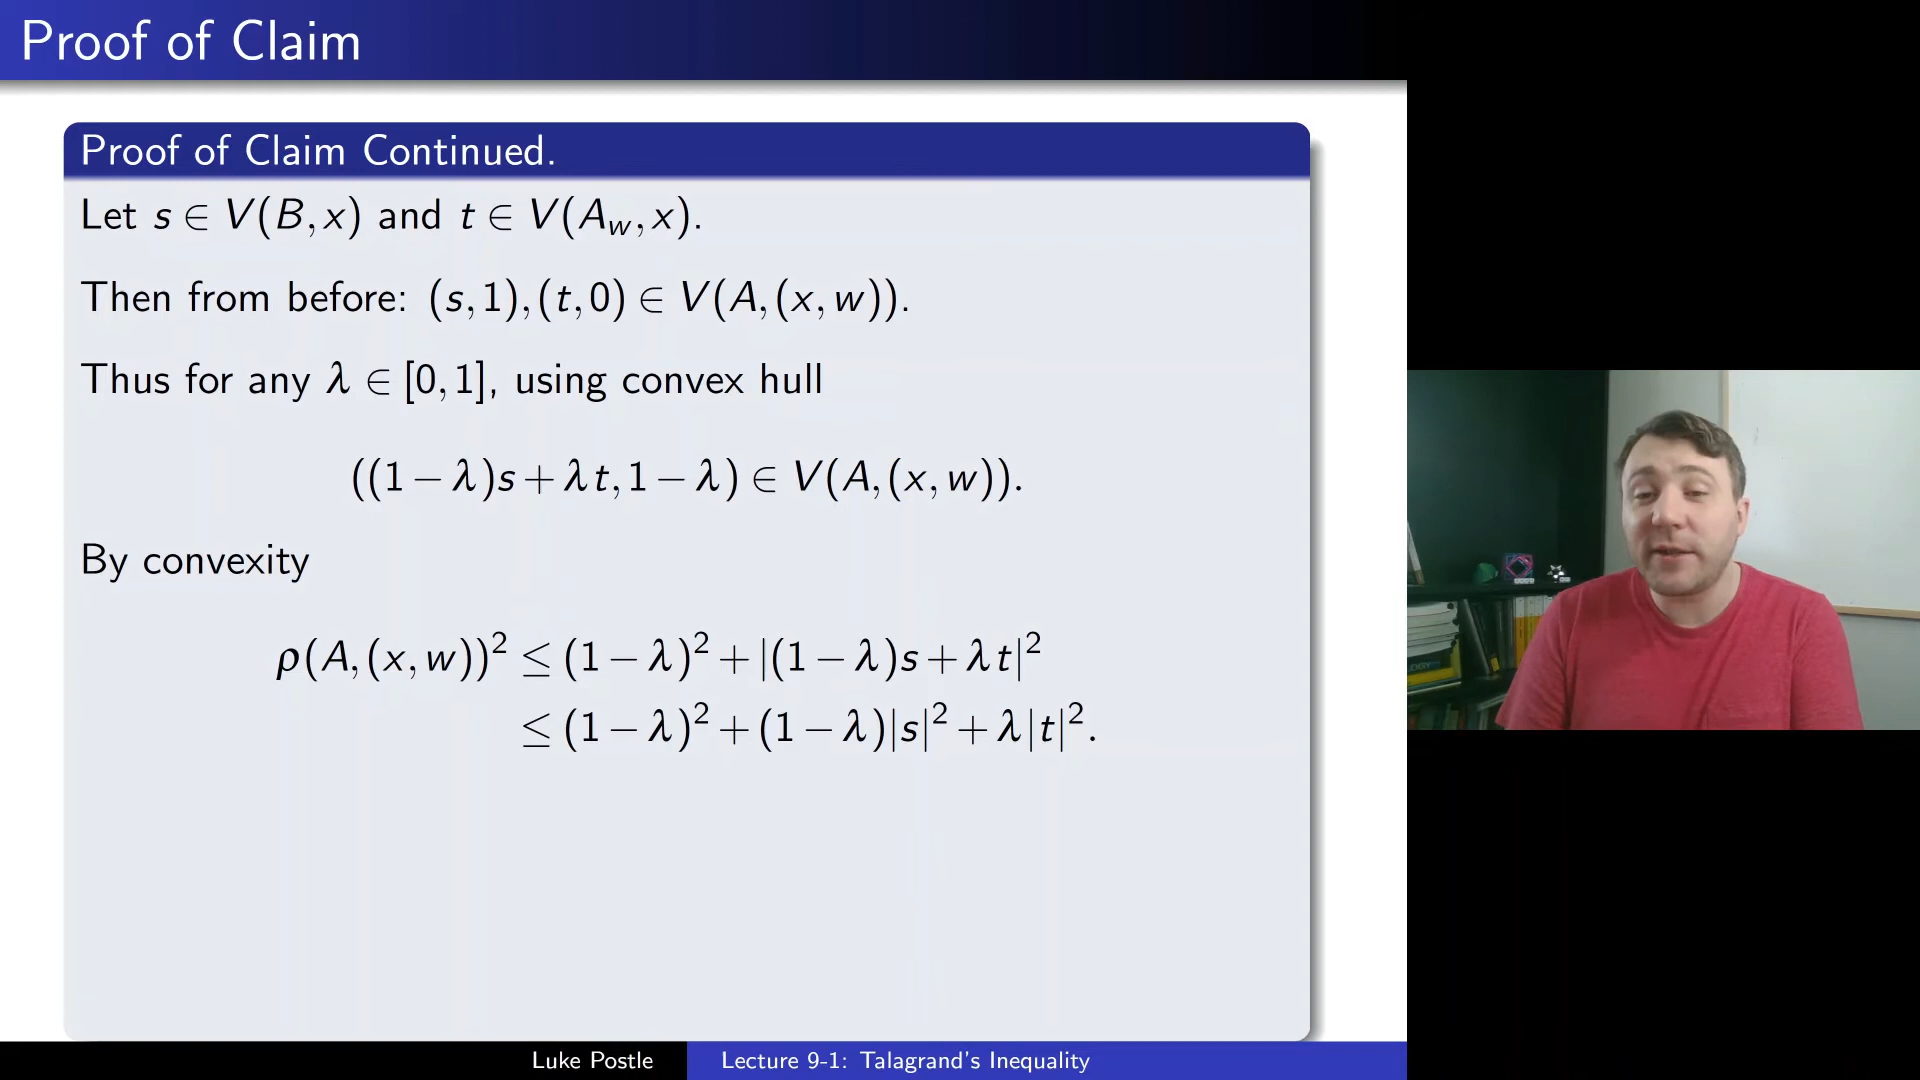 Proof of Claim
Proof of Claim Continued.
Let s ∈ V(B, x) and t ∈ V(A_w, x).
Then from before: (s, 1), (t, 0) ∈ V(A, (x, w)).
Thus for any λ ∈ [0, 1], using convex hull
((1 − λ)s + λt, 1 − λ) ∈ V(A, (x, w)).
By convexity
ρ(A, (x, w))² ≤ (1 − λ)² + |(1 − λ)s + λt|²
≤ (1 − λ)² + (1 − λ)|s|² + λ|t|².
Luke Postle
Lecture 9-1: Talagrand's Inequality